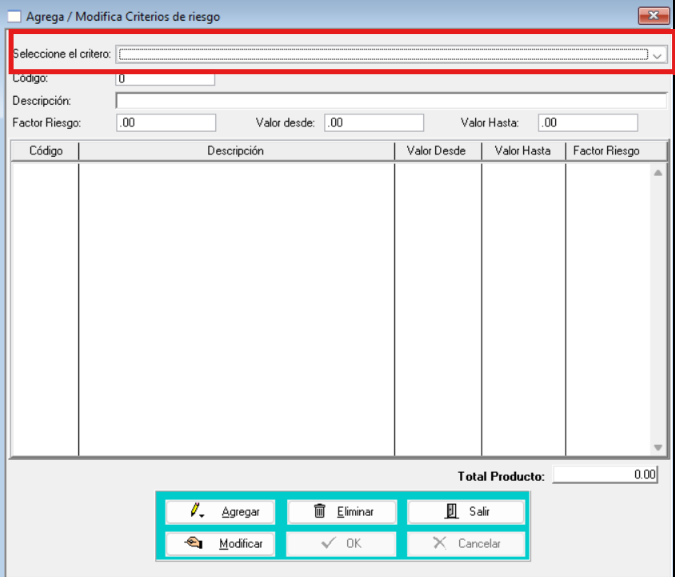 Agrega / Modifica Criterios de riesgo
Seleccione el critero:
Código: 0
Descripción:
Factor Riesgo: .00 Valor desde: .00 Valor Hasta: .00
Código Descripción Valor Desde Valor Hasta Factor Riesgo
Total Producto: 0.00
Agregar Eliminar Salir
Modificar OK Cancelar